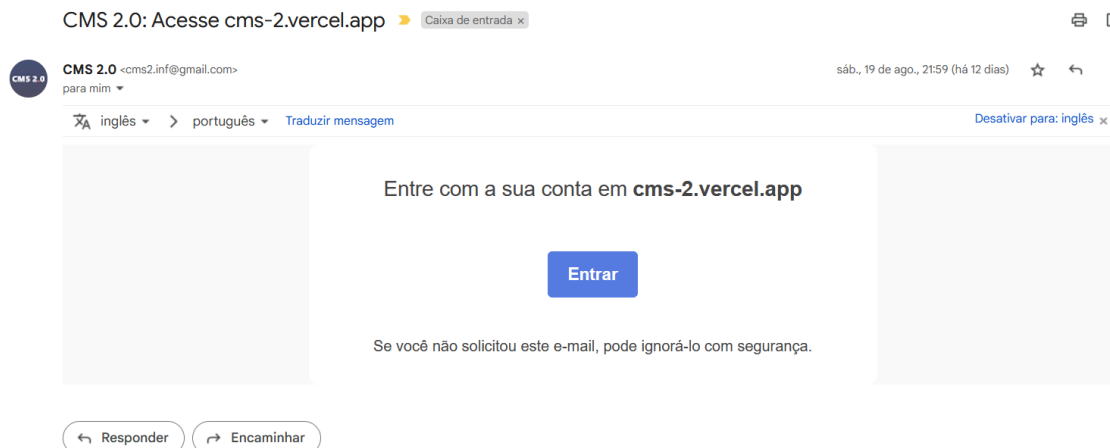 CMS 2.0: Acesse cms-2.vercel.app Caixa de entrada x
CMS 2.0
CMS 2.0 <cms2.inf@gmail.com> sáb., 19 de ago., 21:59 (há 12 dias)
para mim
inglês > português Traduzir mensagem Desativar para: inglês x
Entre com a sua conta em cms-2.vercel.app
Entrar
Se você não solicitou este e-mail, pode ignorá-lo com segurança.
Responder Encaminhar